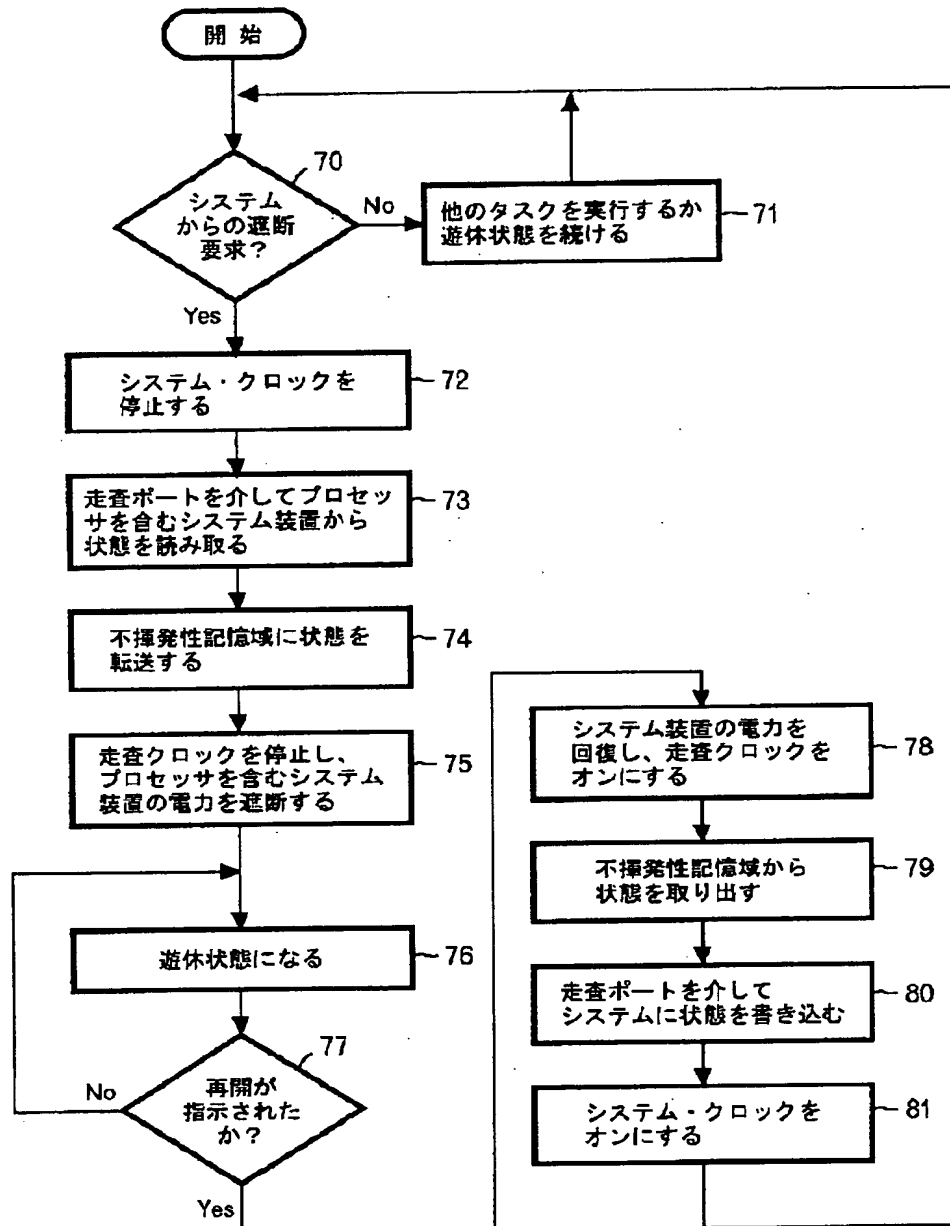 開始
70
システム
からの遮断
要求?
No
他のタスクを実行するか
遊休状態を続ける
71
Yes
システム・クロックを
停止する
72
走査ポートを介してプロセッ
サを含むシステム装置から
状態を読み取る
73
不揮発性記憶域に状態を
転送する
74
走査クロックを停止し、
プロセッサを含むシステム
装置の電力を遮断する
75
遊休状態になる
76
77
再開が
指示された
か?
No
Yes
システム装置の電力を
回復し、走査クロックを
オンにする
78
不揮発性記憶域から
状態を取り出す
79
走査ポートを介して
システムに状態を書き込む
80
システム・クロックを
オンにする
81